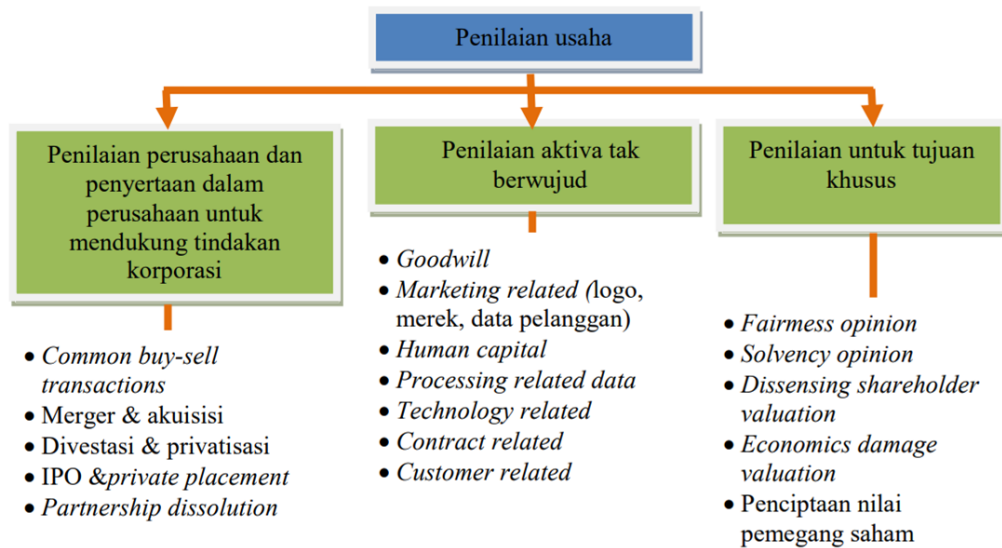 Penilaian usaha
Penilaian perusahaan dan
penyertaan dalam
perusahaan untuk
mendukung tindakan
korporasi
• Common buy-sell
transactions
• Merger & akuisisi
• Divestasi & privatisasi
• IPO &private placement
• Partnership dissolution
Penilaian aktiva tak
berwujud
• Goodwill
• Marketing related (logo,
merek, data pelanggan)
• Human capital
• Processing related data
• Technology related
• Contract related
• Customer related
Penilaian untuk tujuan
khusus
• Fairmess opinion
• Solvency opinion
• Dissensing shareholder
valuation
• Economics damage
valuation
• Penciptaan nilai
pemegang saham